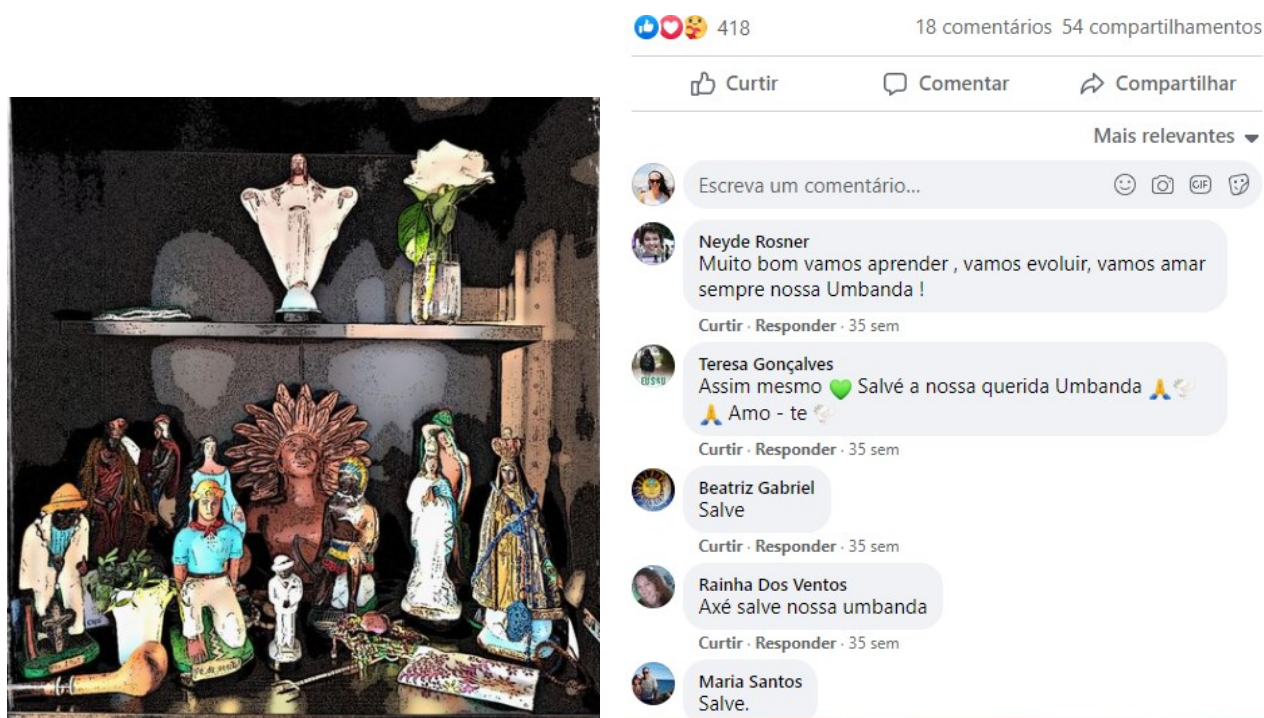 418
18 comentários 54 compartilhamentos
Curtir
Comentar
Compartilhar
Mais relevantes
Escreva um comentário...
GIF
Neyde Rosner
Muito bom vamos aprender , vamos evoluir, vamos amar
sempre nossa Umbanda !
Curtir · Responder · 35 sem
Teresa Gonçalves
Assim mesmo 💚 Salvé a nossa querida Umbanda 🙏🕊️
🙏 Amo - te 🕊️
Curtir · Responder · 35 sem
Beatriz Gabriel
Salve
Curtir · Responder · 35 sem
Rainha Dos Ventos
Axé salve nossa umbanda
Curtir · Responder · 35 sem
Maria Santos
Salve.